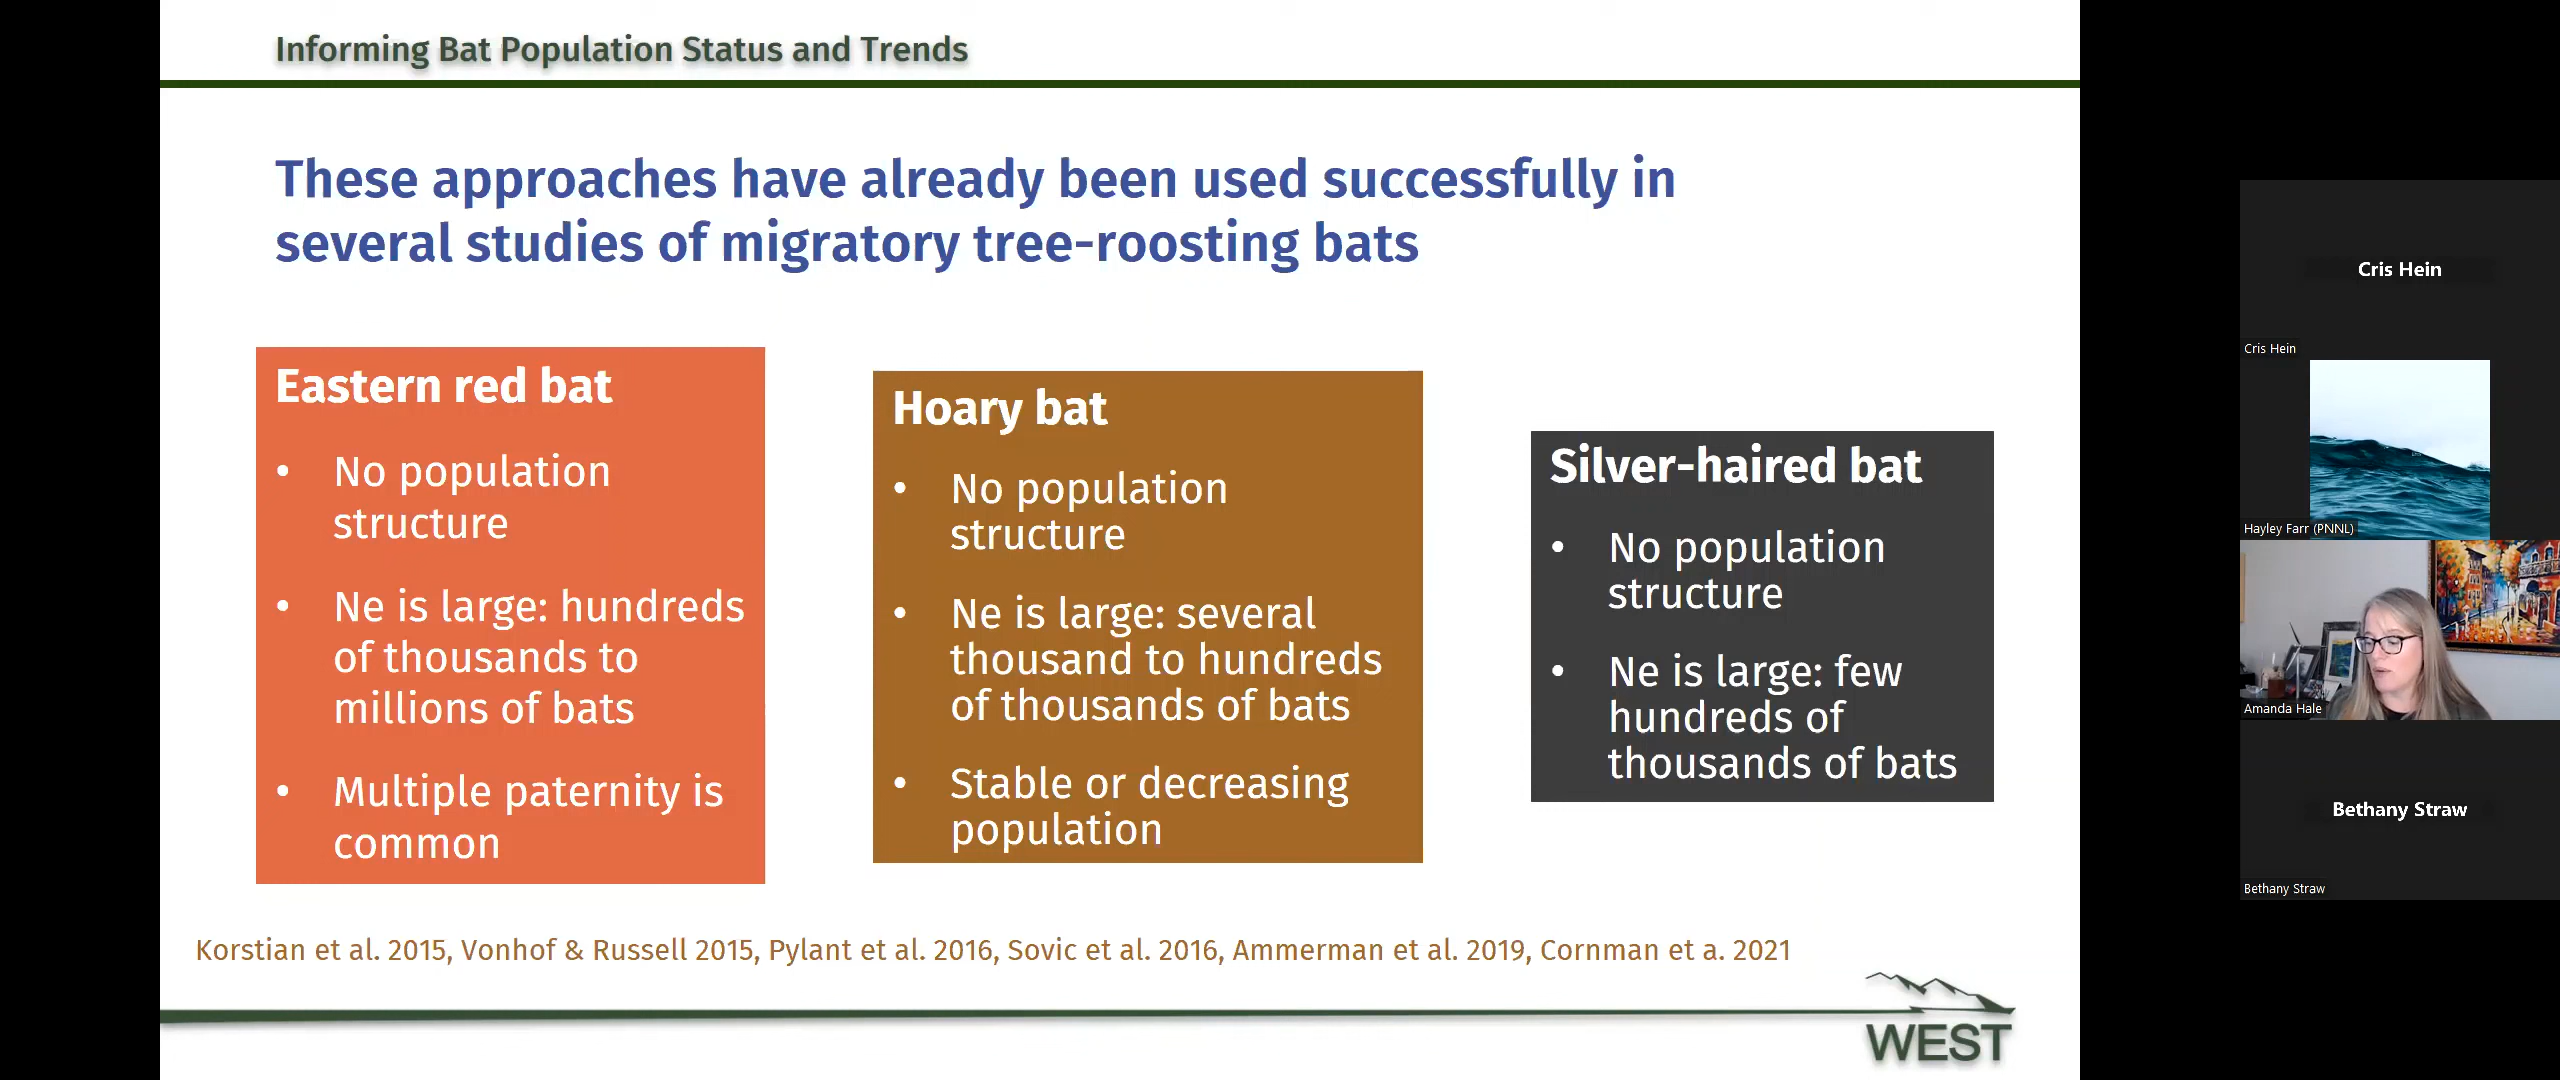 Informing Bat Population Status and Trends
These approaches have already been used successfully in
several studies of migratory tree-roosting bats
Eastern red bat
• No population
structure
• Ne is large: hundreds
of thousands to
millions of bats
• Multiple paternity is
common
Hoary bat
• No population
structure
• Ne is large: several
thousand to hundreds
of thousands of bats
• Stable or decreasing
population
Silver-haired bat
• No population
structure
• Ne is large: few
hundreds of
thousands of bats
Korstian et al. 2015, Vonhof & Russell 2015, Pylant et al. 2016, Sovic et al. 2016, Ammerman et al. 2019, Cornman et a. 2021
WEST
Cris Hein
Cris Hein
Hayley Farr (PNNL)
Amanda Hale
Bethany Straw
Bethany Straw